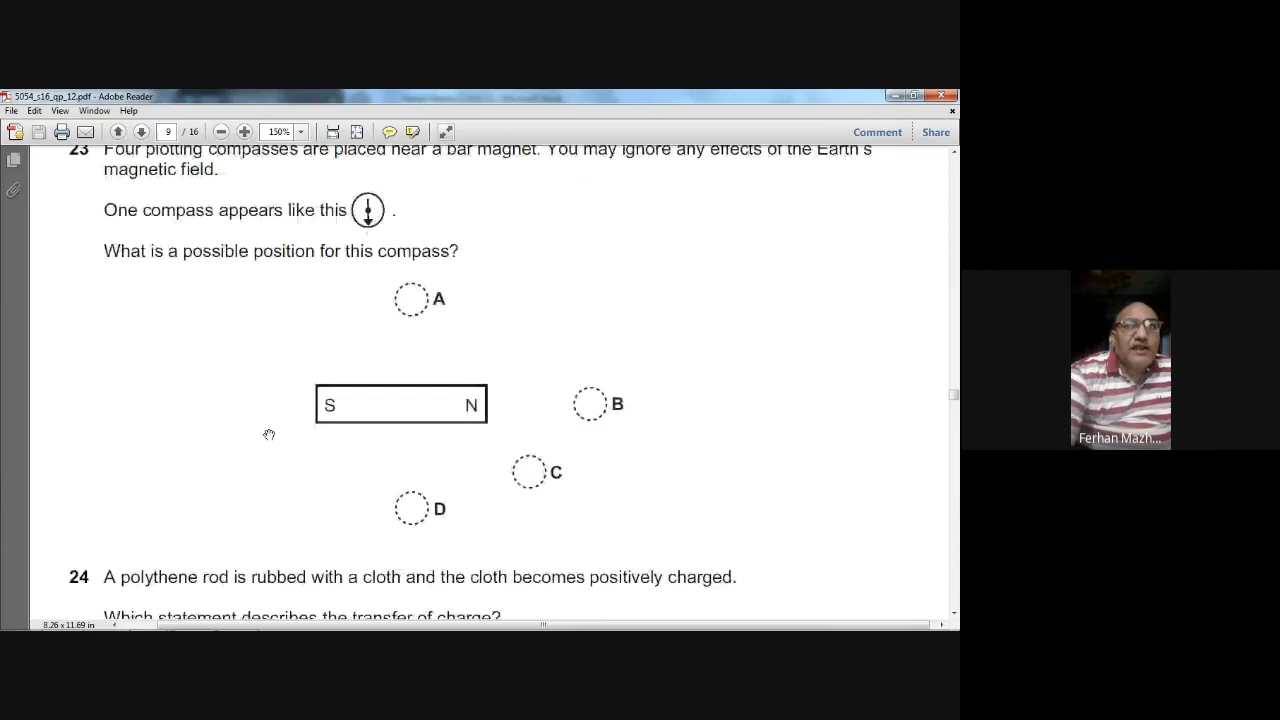 5054_s16_qp_12.pdf - Adobe Reader
File Edit View Window Help
9 / 16 150% Comment Share
23 Four plotting compasses are placed near a bar magnet. You may ignore any effects of the Earth's
magnetic field.
One compass appears like this .
What is a possible position for this compass?
A
S N B
C
D
24 A polythene rod is rubbed with a cloth and the cloth becomes positively charged.
Which statement describes the transfer of charge?
8.26 x 11.69 in
Ferhan Mazh...